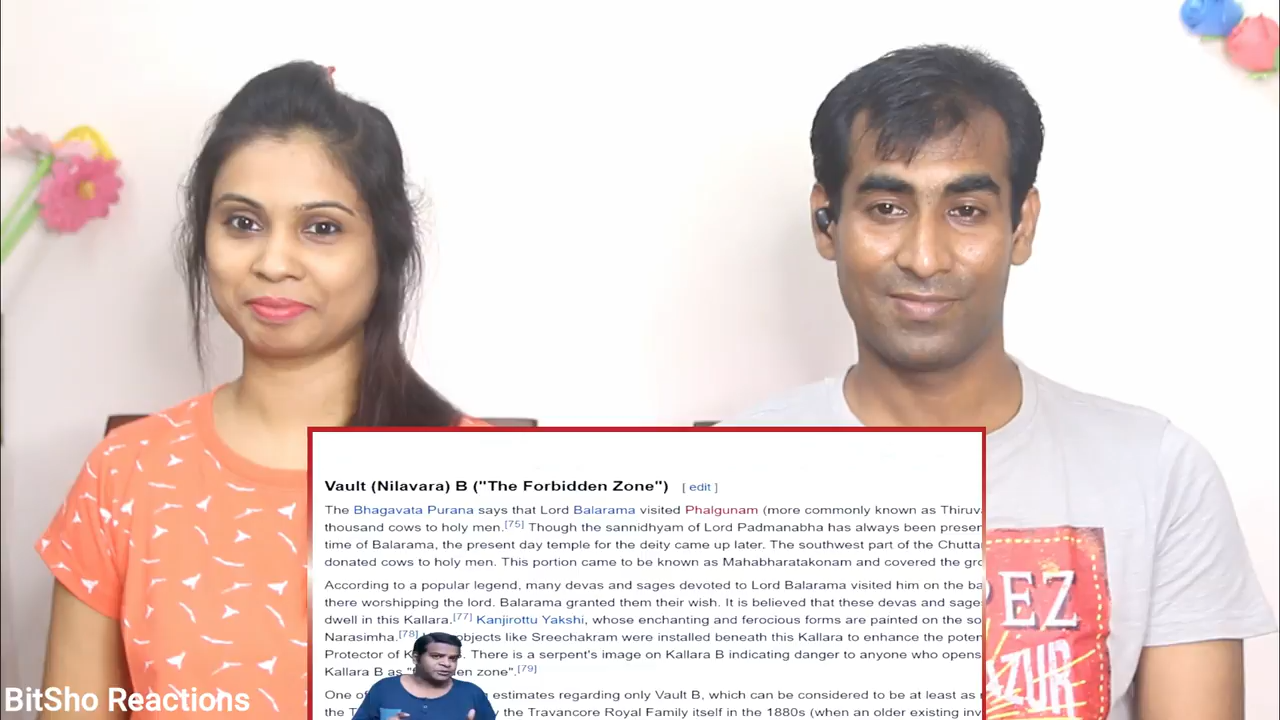 Vault (Nilavara) B ("The Forbidden Zone") [ edit ]
The Bhagavata Purana says that Lord Balarama visited Phalgunam (more commonly known as Thiruv
thousand cows to holy men.[75] Though the sannidhyam of Lord Padmanabha has always been presen
time of Balarama, the present day temple for the deity came up later. The southwest part of the Chutta
donated cows to holy men. This portion came to be known as Mahabharatakonam and covered the gr
According to a popular legend, many devas and sages devoted to Lord Balarama visited him on the ba
there worshipping the lord. Balarama granted them their wish. It is believed that these devas and sage
dwell in this Kallara.[77] Kanjirottu Yakshi, whose enchanting and ferocious forms are painted on the so
Narasimha.[78] objects like Sreechakram were installed beneath this Kallara to enhance the poten
Protector of K . There is a serpent's image on Kallara B indicating danger to anyone who opens
Kallara B as " en zone".[79]
One of estimates regarding only Vault B, which can be considered to be at least as
the T y the Travancore Royal Family itself in the 1880s (when an older existing inv
REZ
AZUR
BitSho Reactions